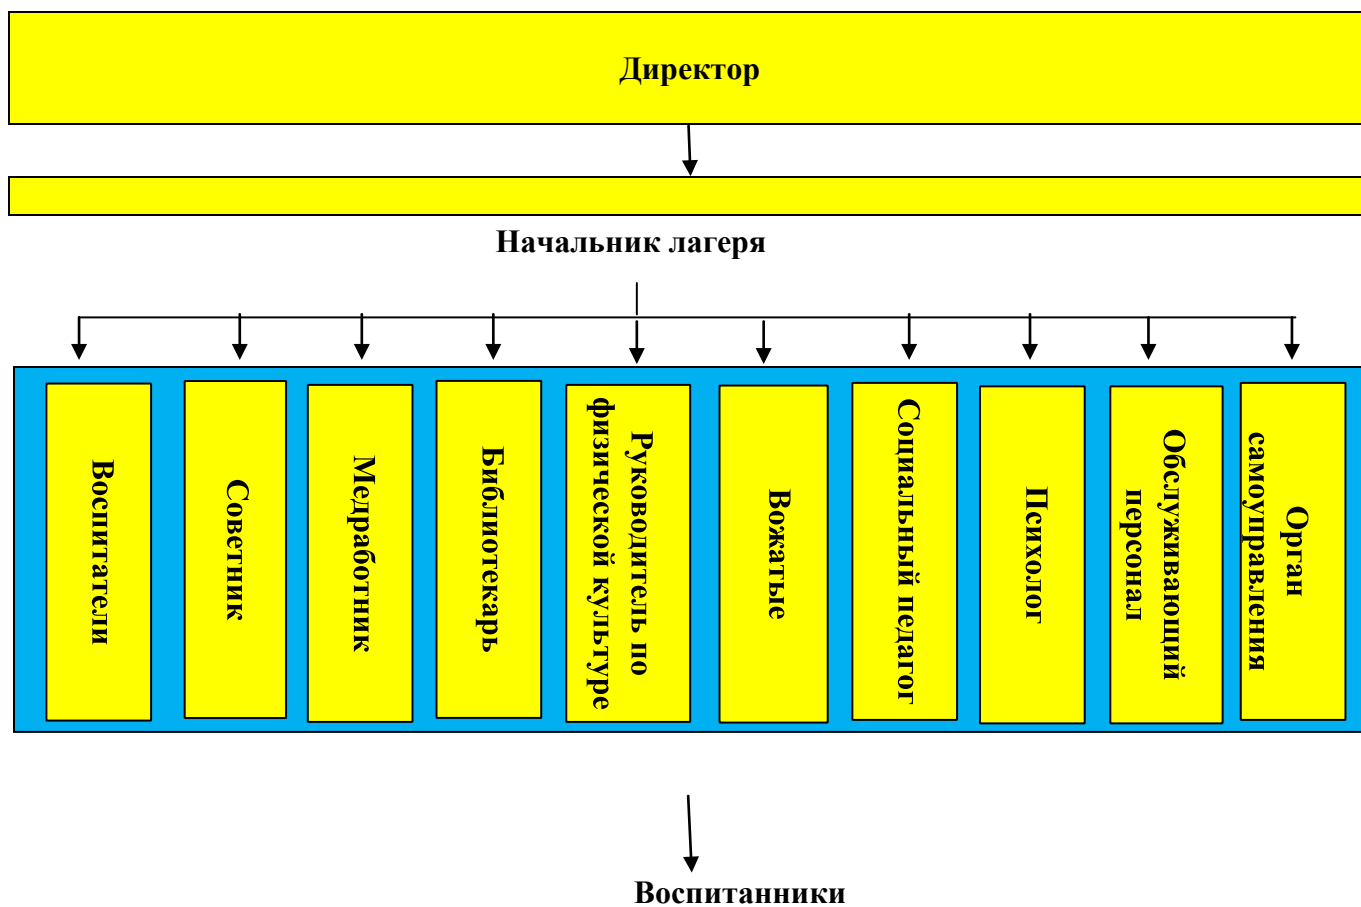 Директор
Начальник лагеря
Воспитатели
Советник
Медработник
Библиотекарь
Руководитель по
физической культуре
Вожатые
Социальный педагог
Психолог
Обслуживающий
персонал
Орган
самоуправления
Воспитанники